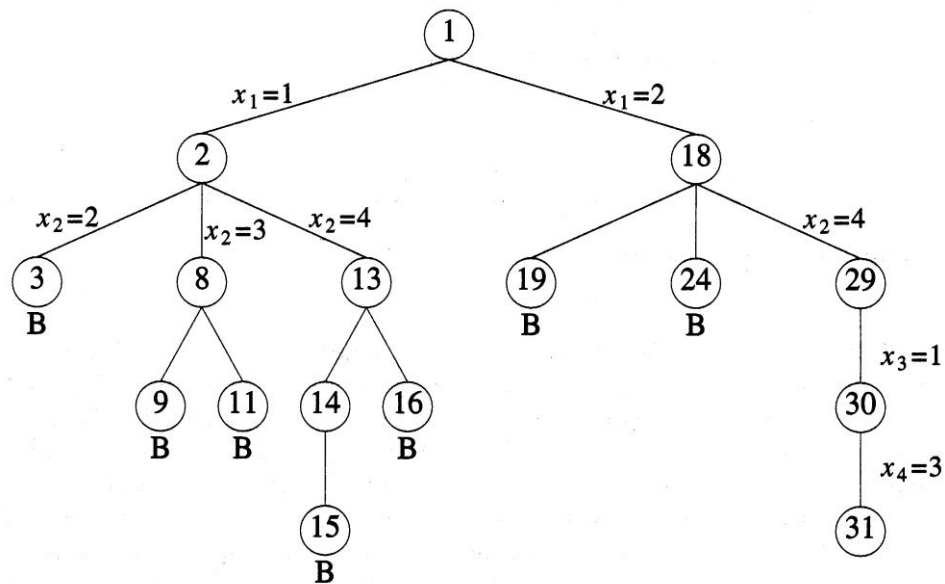 1
x₁=1 x₁=2
2 18
x₂=2 x₂=3 x₂=4 x₂=4
3 8 13 19 24 29
B B B
x₃=1
9 11 14 16 30
B B B
x₄=3
15 31
B